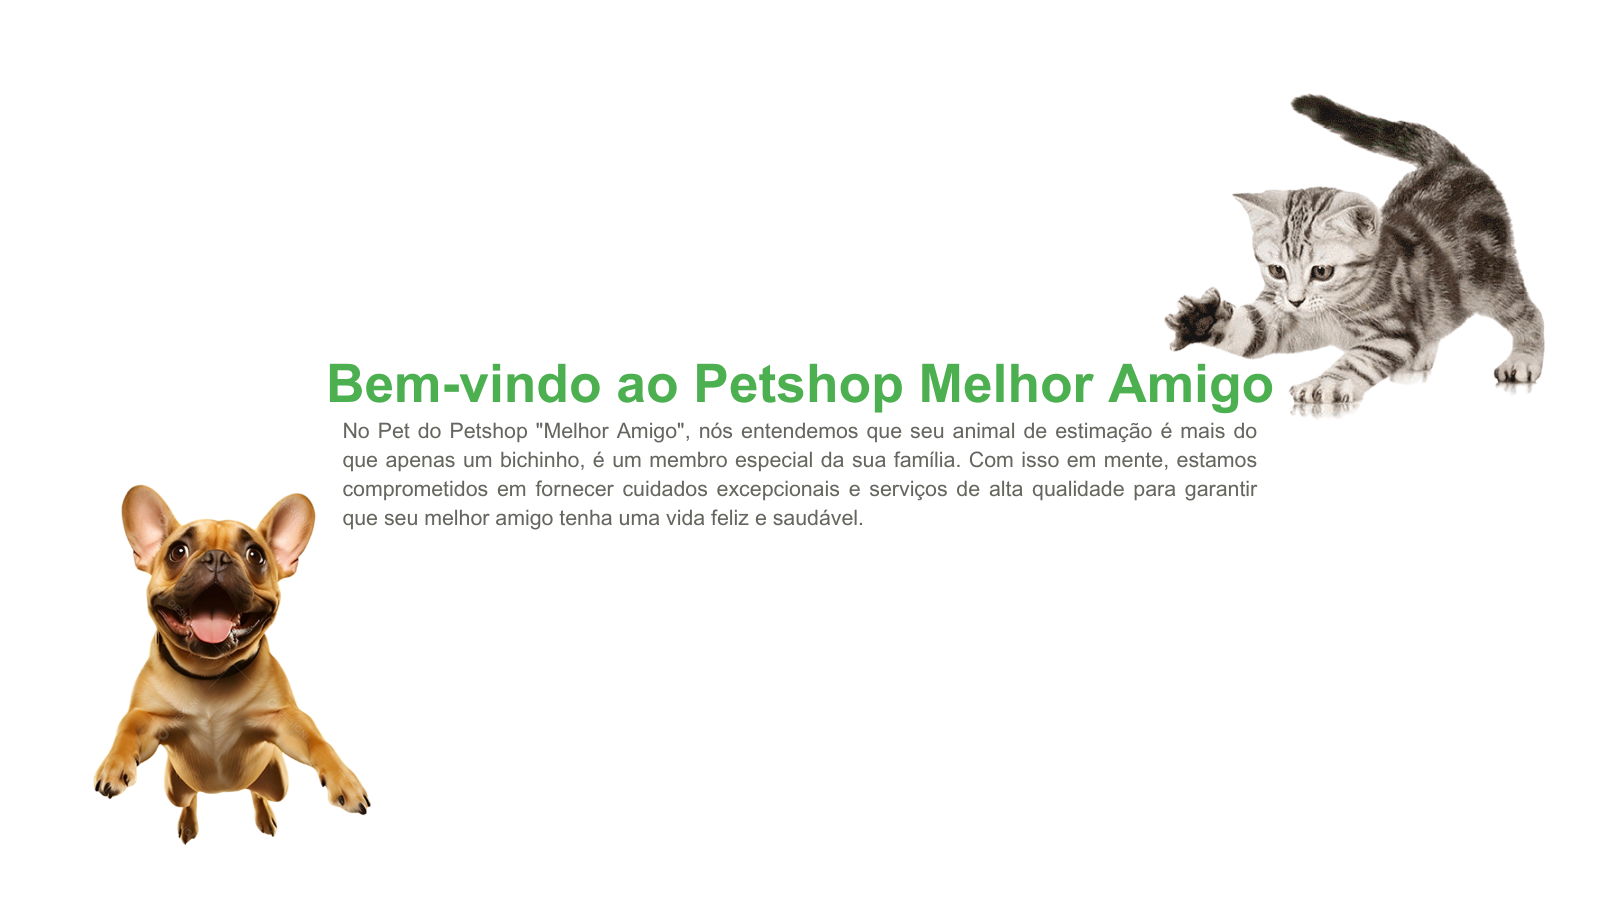 Bem-vindo ao Petshop Melhor Amigo
No Pet do Petshop "Melhor Amigo", nós entendemos que seu animal de estimação é mais do
que apenas um bichinho, é um membro especial da sua família. Com isso em mente, estamos
comprometidos em fornecer cuidados excepcionais e serviços de alta qualidade para garantir
que seu melhor amigo tenha uma vida feliz e saudável.